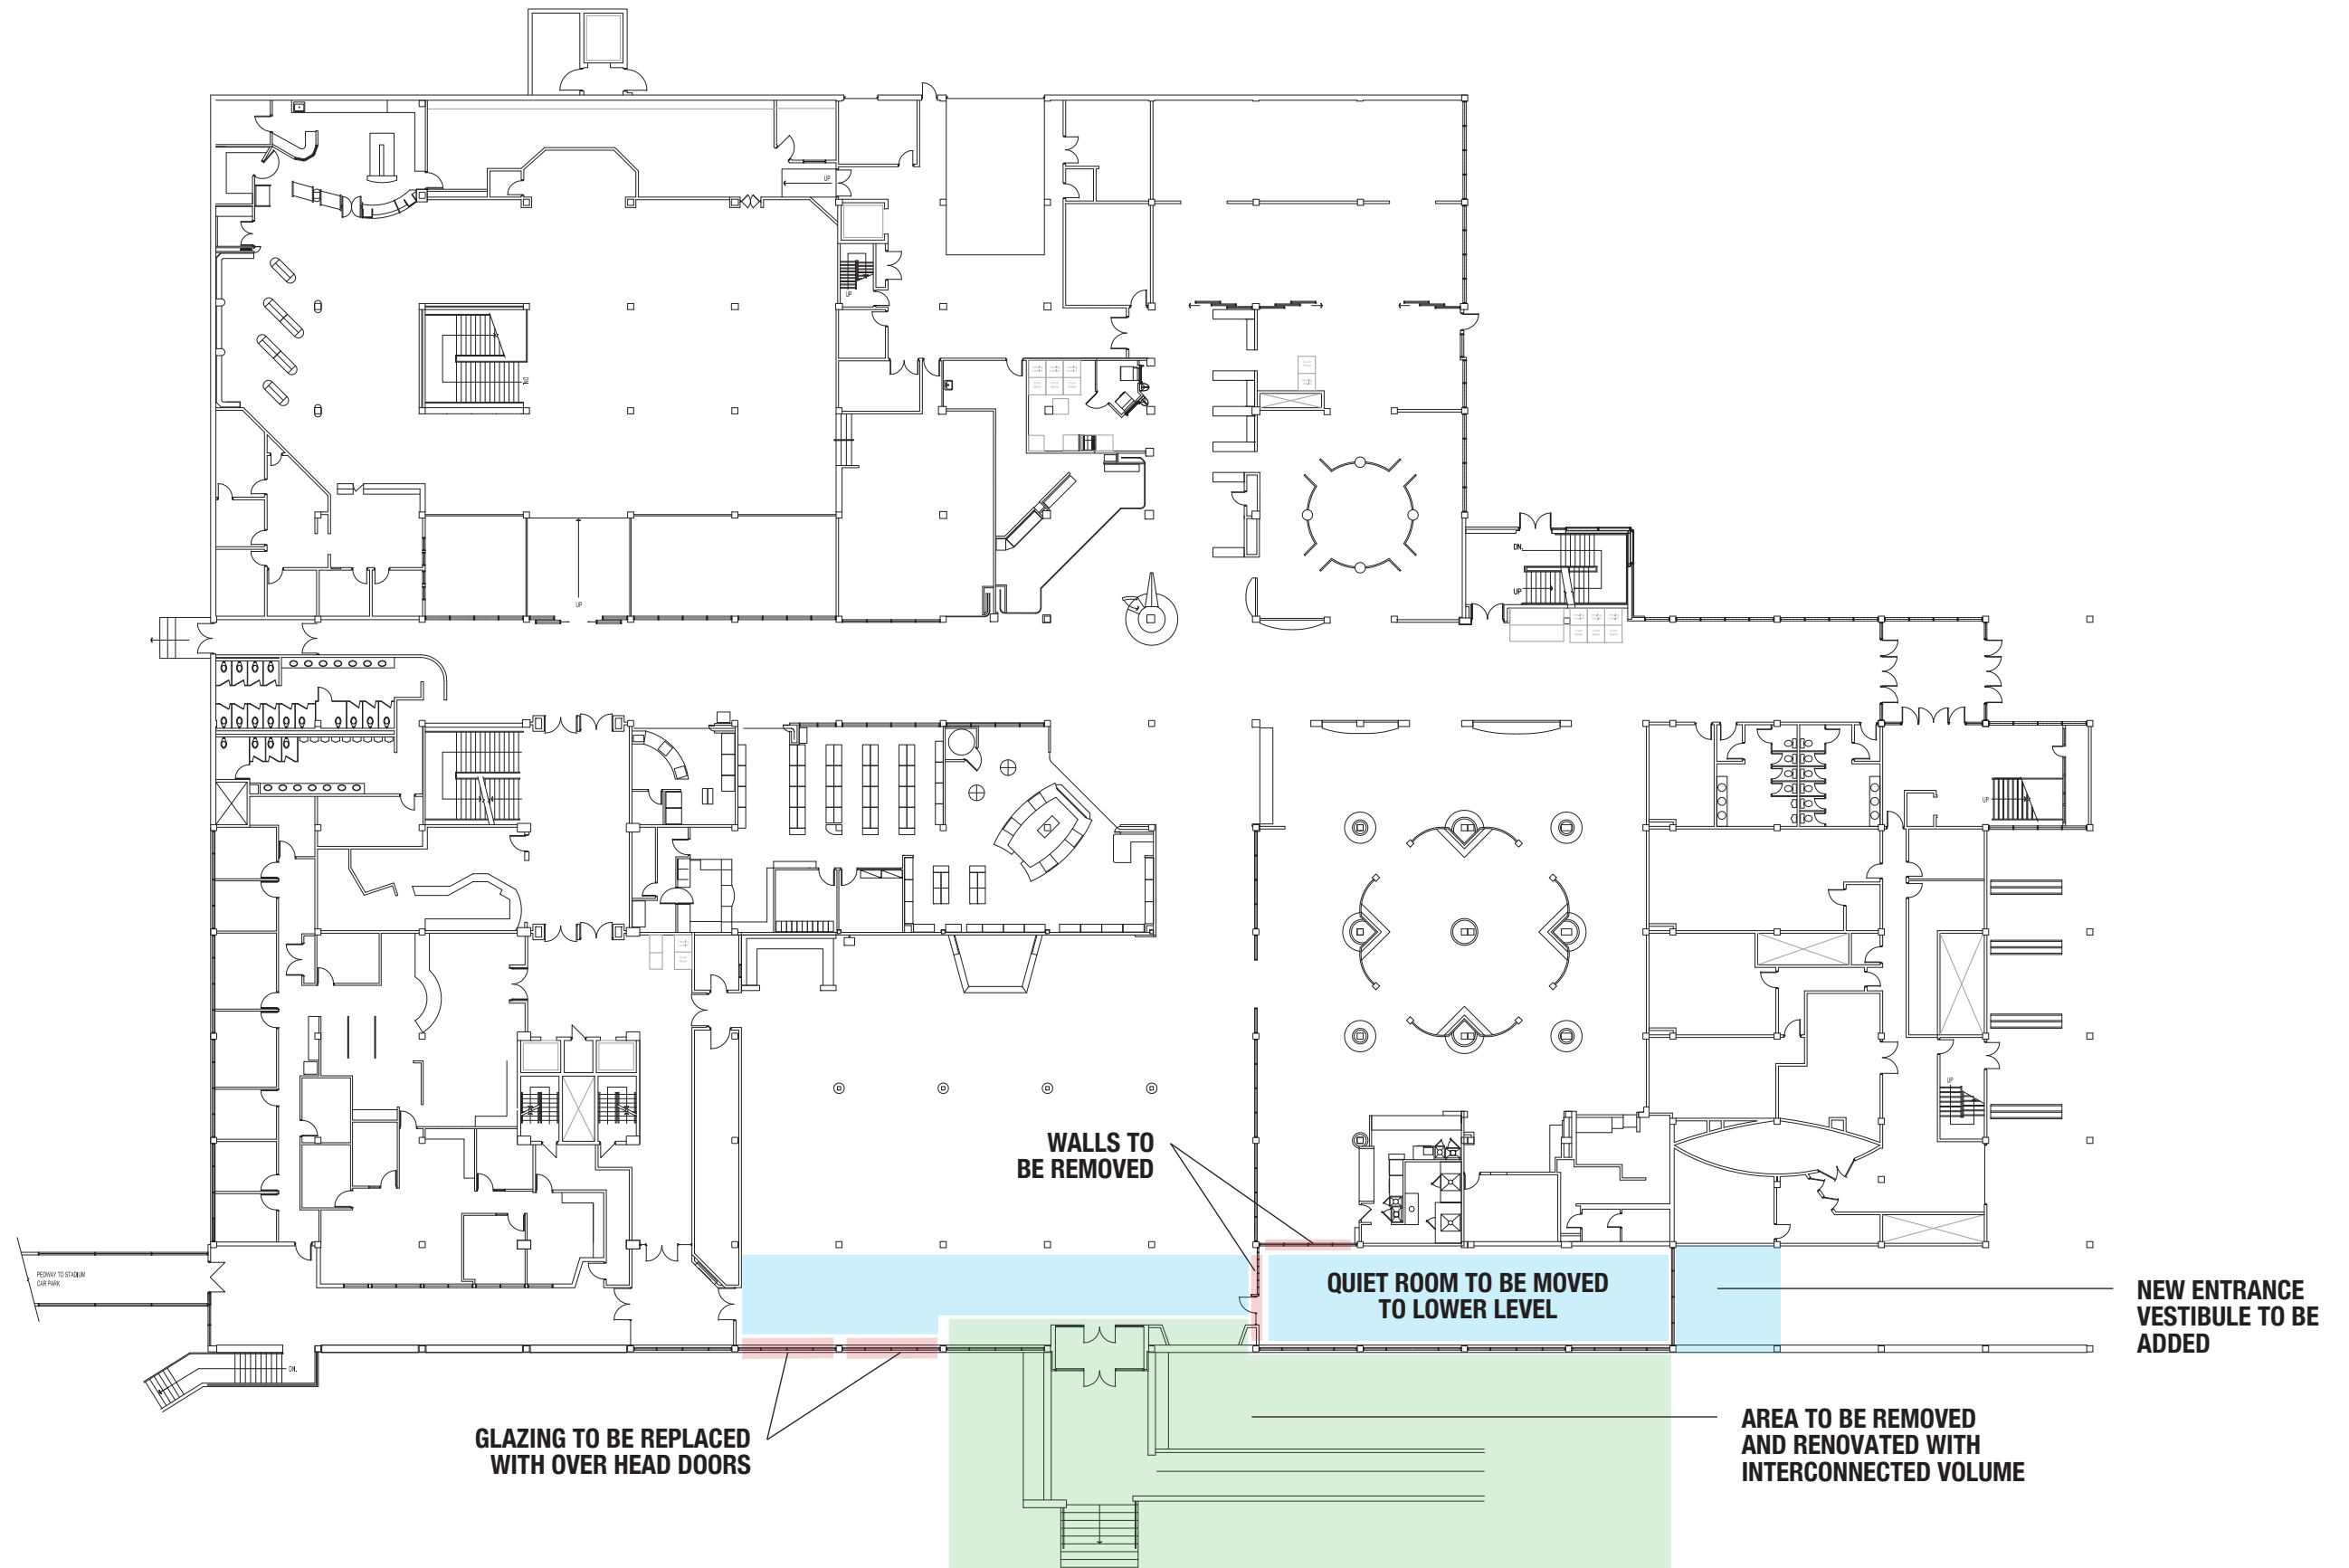 UP
UP
DN.
UP
DN.
UP
UP
UP
WALLS TO
BE REMOVED
PEDWAY TO STADIUM
CAR PARK
QUIET ROOM TO BE MOVED
TO LOWER LEVEL
NEW ENTRANCE
VESTIBULE TO BE
ADDED
DN.
GLAZING TO BE REPLACED
WITH OVER HEAD DOORS
AREA TO BE REMOVED
AND RENOVATED WITH
INTERCONNECTED VOLUME